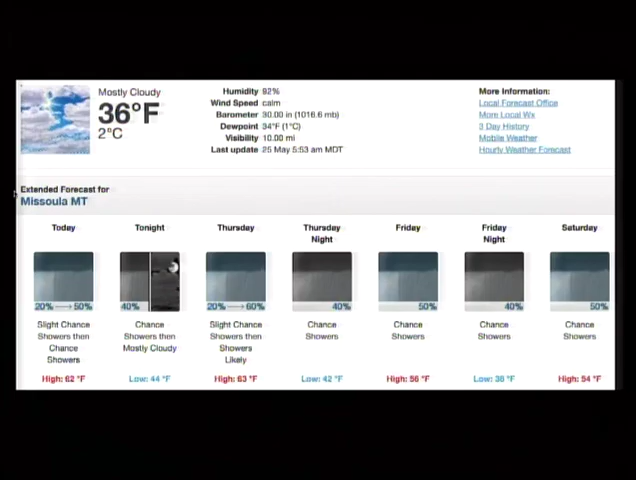 Mostly Cloudy
36°F
2°C
Humidity 92%
Wind Speed calm
Barometer 30.00 in (1016.6 mb)
Dewpoint 34°F (1°C)
Visibility 10.00 mi
Last update 25 May 5:53 am MDT
More Information:
Local Forecast Office
More Local Wx
3 Day History
Mobile Weather
Hourly Weather Forecast
Extended Forecast for
Missoula MT
Today
20% 50%
Slight Chance
Showers then
Chance
Showers
High: 62 °F
Tonight
40%
Chance
Showers then
Mostly Cloudy
Low: 44 °F
Thursday
20% 60%
Slight Chance
Showers then
Showers
Likely
High: 63 °F
Thursday
Night
40%
Chance
Showers
Low: 42 °F
Friday
50%
Chance
Showers
High: 56 °F
Friday
Night
40%
Chance
Showers
Low: 38 °F
Saturday
50%
Chance
Showers
High: 54 °F